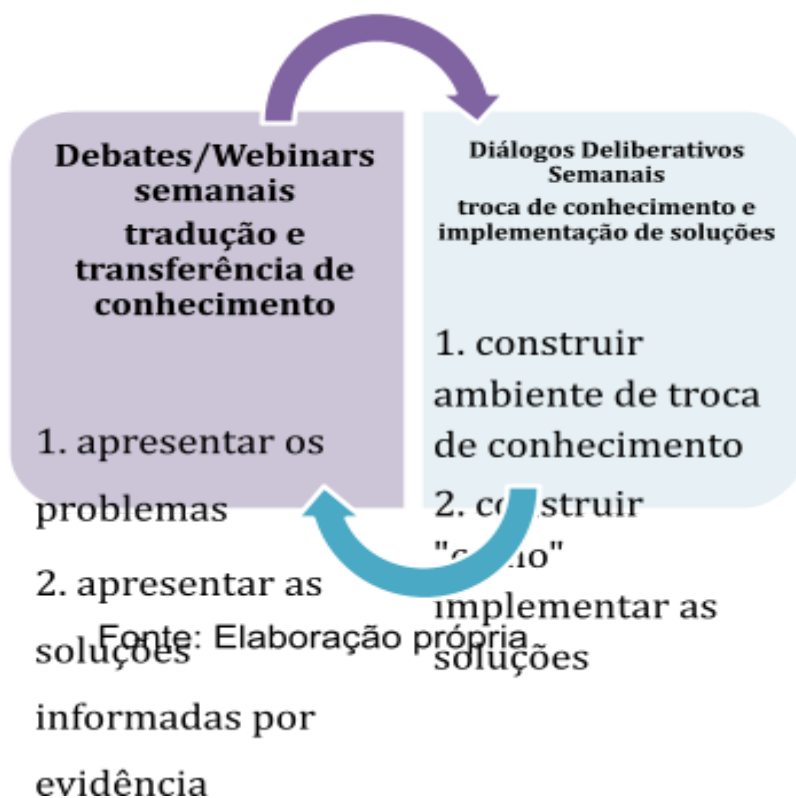 Debates/Webinars
semanais
tradução e
transferência de
conhecimento
1. apresentar os
problemas
2. apresentar as
soluções
informadas por
evidência
Diálogos Deliberativos
Semanais
troca de conhecimento e
implementação de soluções
1. construir
ambiente de troca
de conhecimento
2. construir
"como"
implementar as
soluções
Fonte: Elaboração própria